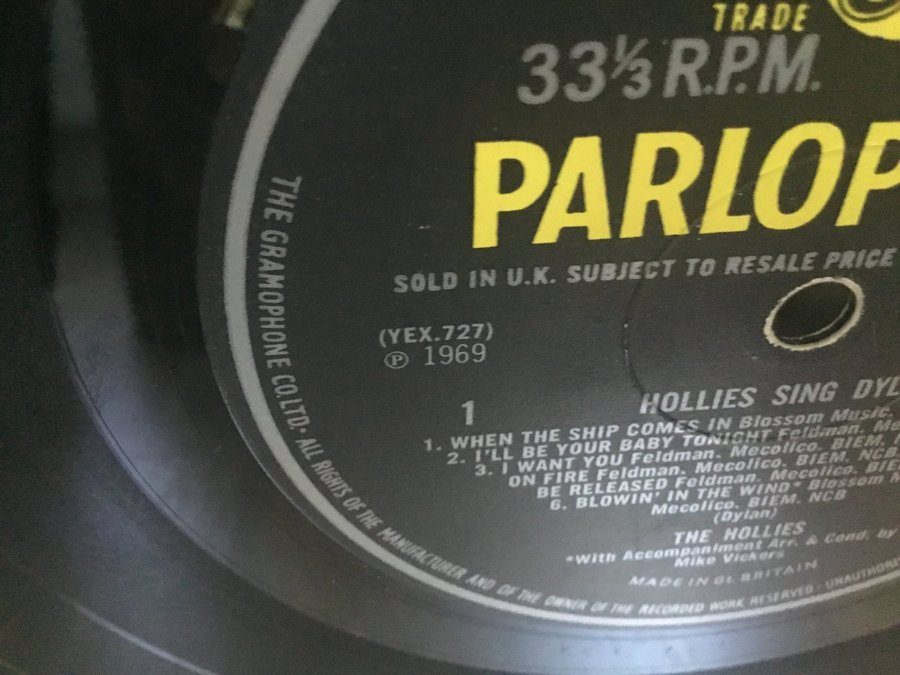 TRADE
33⅓ R.P.M.
PARLOP
SOLD IN U.K. SUBJECT TO RESALE PRICE
(YEX.727)
℗ 1969
1
HOLLIES SING DYL
1. WHEN THE SHIP COMES IN Blossom Music.
2. I'LL BE YOUR BABY TONIGHT Feldman. Me
3. I WANT YOU Feldman. Mecolico. BIEM.
ON FIRE Feldman. Mecolico. BIEM. NCB
BE RELEASED Feldman. Mecolico. BIE
6. BLOWIN' IN THE WIND* Blossom M
Mecolico. BIEM. NCB
(Dylan)
THE HOLLIES
*With Accompaniment Arr. & Cond. by
Mike Vickers
MADE IN GT. BRITAIN
THE GRAMOPHONE CO.LTD· ALL RIGHTS OF THE MANUFACTURER AND OF THE OWNER OF THE RECORDED WORK RESERVED · UNAUTHORIS